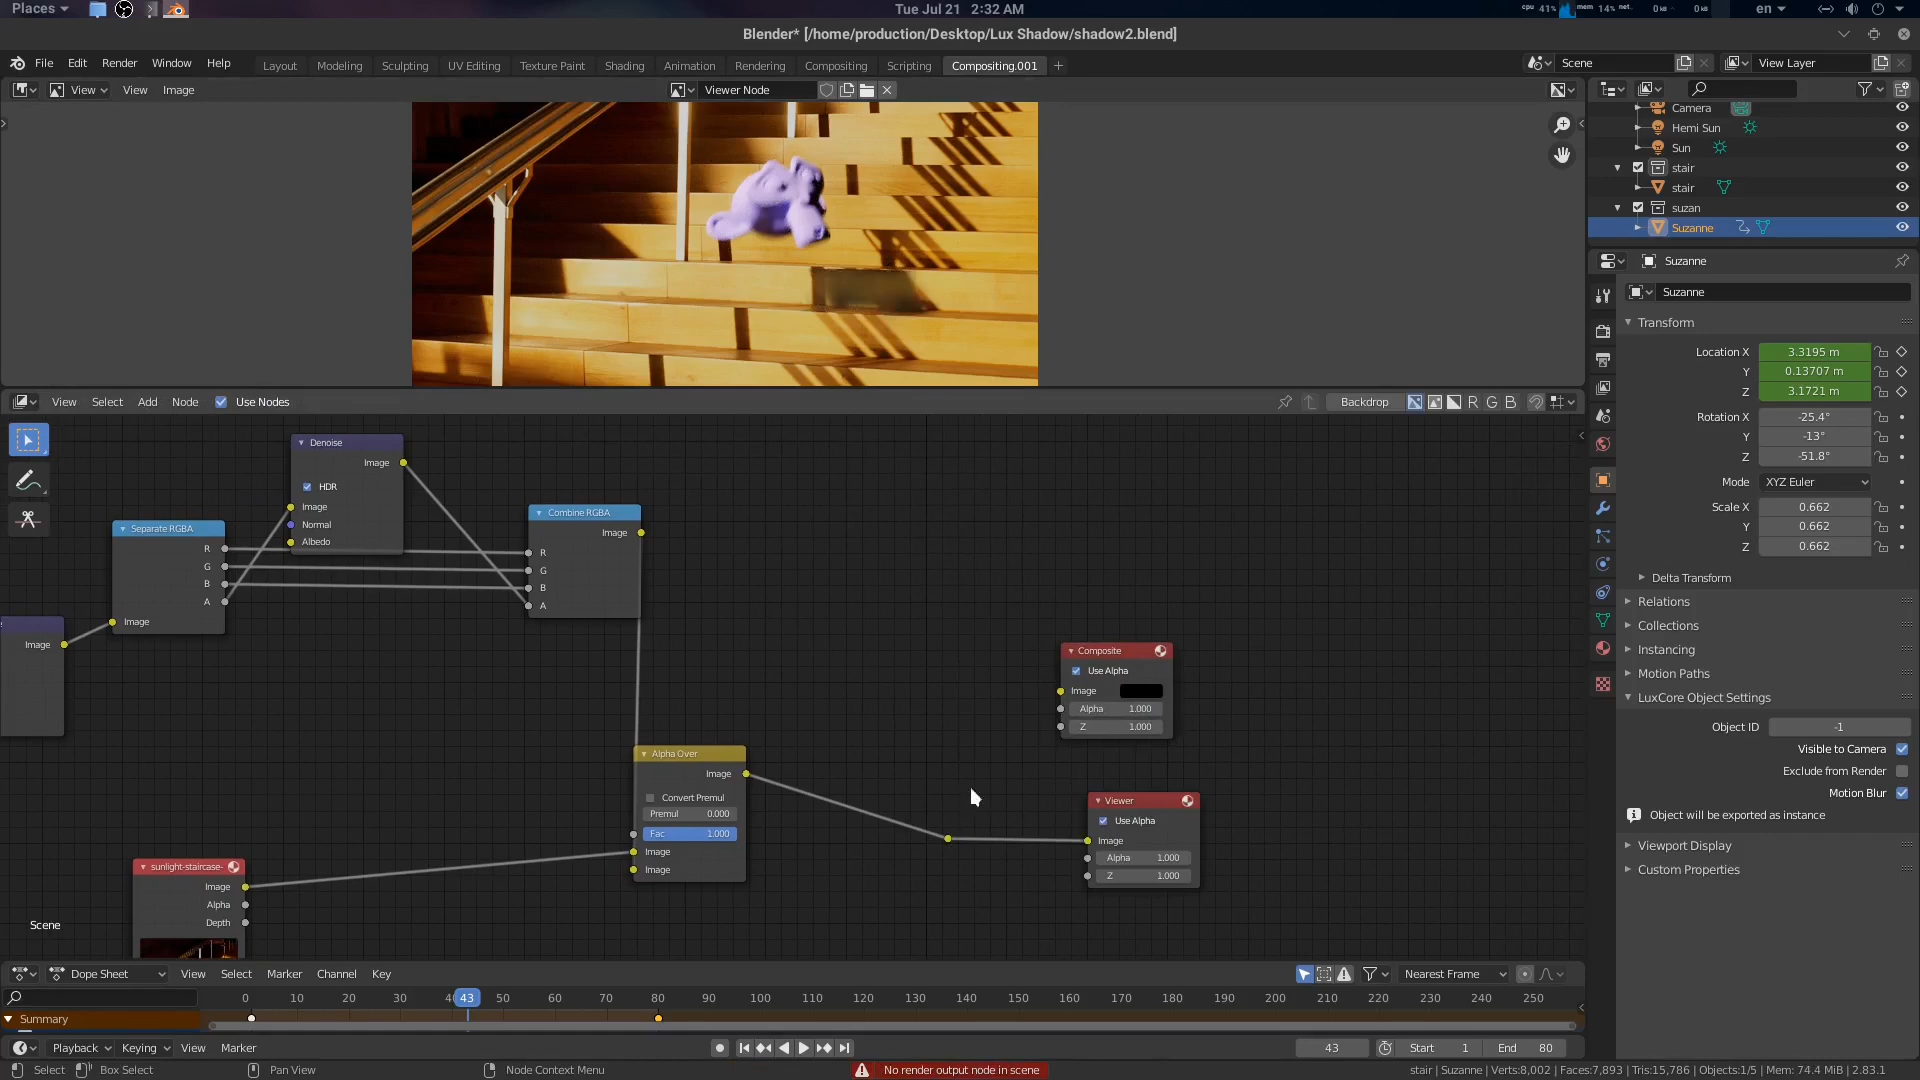 Places
Tue Jul 21 2:32 AM
cpu 41% mem 14% net 0 kB 0 kB en
Blender* [/home/production/Desktop/Lux Shadow/shadow2.blend]
File Edit Render Window Help Layout Modeling Sculpting UV Editing Texture Paint Shading Animation Rendering Compositing Scripting Compositing.001 + Scene View Layer
View View Image Viewer Node
Camera
Hemi Sun
Sun
stair
stair
suzan
Suzanne
Suzanne
Suzanne
Transform
Location X 3.3195 m
Y 0.13707 m
Z 3.1721 m
Rotation X -25.4°
Y -13°
Z -51.8°
Mode XYZ Euler
Scale X 0.662
Y 0.662
Z 0.662
Delta Transform
Relations
Collections
Instancing
Motion Paths
LuxCore Object Settings
Object ID -1
Visible to Camera
Exclude from Render
Motion Blur
Object will be exported as instance
Viewport Display
Custom Properties
View Select Add Node Use Nodes Backdrop R G B
Denoise
Image
HDR
Image
Normal
Albedo
Separate RGBA
R
G
B
A
Image
Combine RGBA
Image
R
G
B
A
Image
Composite
Use Alpha
Image
Alpha 1.000
Z 1.000
Alpha Over
Image
Convert Premul
Premul 0.000
Fac 1.000
Image
Image
Viewer
Use Alpha
Image
Alpha 1.000
Z 1.000
sunlight-staircase-
Image
Alpha
Depth
Scene
Dope Sheet View Select Marker Channel Key Nearest Frame
0 10 20 30 43 50 60 70 80 90 100 110 120 130 140 150 160 170 180 190 200 210 220 230 240 250
Summary
Playback Keying View Marker 43 Start 1 End 80
Select Box Select Pan View Node Context Menu No render output node in scene stair | Suzanne | Verts:8,002 | Faces:7,893 | Tris:15,786 | Objects:1/5 | Mem: 74.4 MiB | 2.83.1